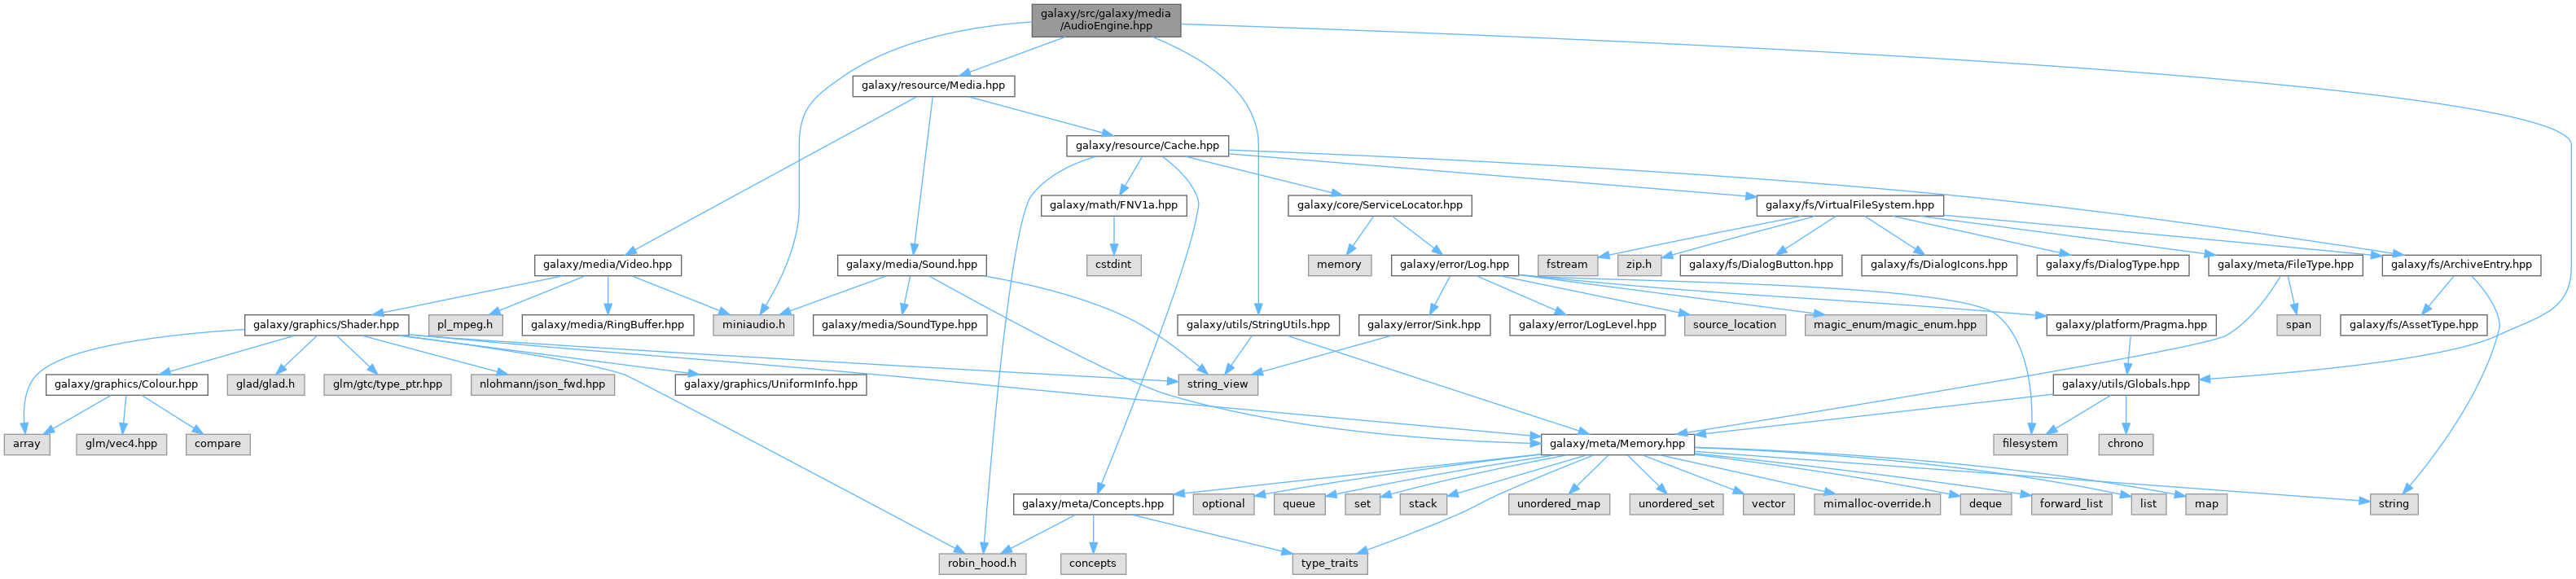 galaxy/src/galaxy/media
/AudioEngine.hpp
galaxy/resource/Media.hpp
galaxy/resource/Cache.hpp
galaxy/math/FNV1a.hpp
galaxy/core/ServiceLocator.hpp
galaxy/fs/VirtualFileSystem.hpp
galaxy/media/Video.hpp
galaxy/media/Sound.hpp
cstdint
memory
galaxy/error/Log.hpp
fstream
zip.h
galaxy/fs/DialogButton.hpp
galaxy/fs/DialogIcons.hpp
galaxy/fs/DialogType.hpp
galaxy/meta/FileType.hpp
galaxy/fs/ArchiveEntry.hpp
galaxy/graphics/Shader.hpp
pl_mpeg.h
galaxy/media/RingBuffer.hpp
miniaudio.h
galaxy/media/SoundType.hpp
galaxy/utils/StringUtils.hpp
galaxy/error/Sink.hpp
galaxy/error/LogLevel.hpp
source_location
magic_enum/magic_enum.hpp
galaxy/platform/Pragma.hpp
span
galaxy/fs/AssetType.hpp
galaxy/graphics/Colour.hpp
glad/glad.h
glm/gtc/type_ptr.hpp
nlohmann/json_fwd.hpp
galaxy/graphics/UniformInfo.hpp
string_view
galaxy/utils/Globals.hpp
array
glm/vec4.hpp
compare
galaxy/meta/Memory.hpp
filesystem
chrono
galaxy/meta/Concepts.hpp
optional
queue
set
stack
unordered_map
unordered_set
vector
mimalloc-override.h
deque
forward_list
list
map
string
robin_hood.h
concepts
type_traits